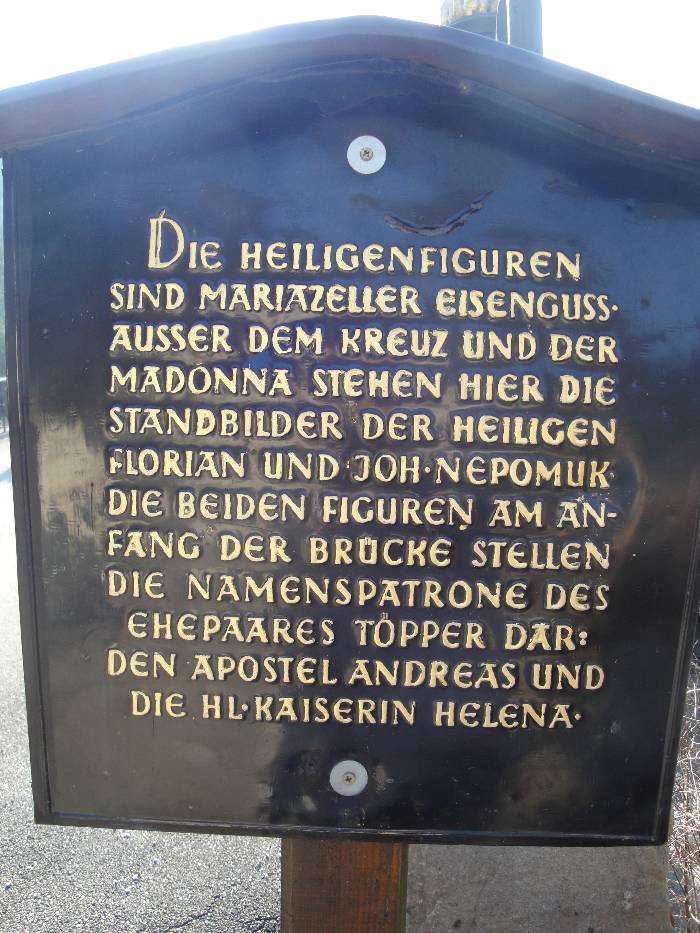 DIE HEILIGENFIGUREN
SIND MARIAZELLER EISENGUSS·
AUSSER DEM KREUZ UND DER
MADONNA STEHEN HIER DIE
STANDBILDER DER HEILIGEN
FLORIAN UND JOH·NEPOMUK
DIE BEIDEN FIGUREN AM AN-
FANG DER BRÜCKE STELLEN
DIE NAMENSPATRONE DES
EHEPAARES TÖPPER DAR:
DEN APOSTEL ANDREAS UND
DIE HL·KAISERIN HELENA·